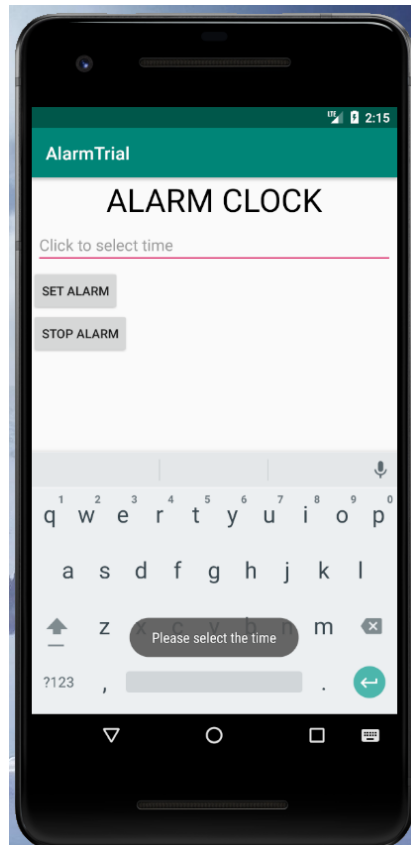 LTE 2:15
AlarmTrial
ALARM CLOCK
Click to select time
SET ALARM
STOP ALARM
1 2 3 4 5 6 7 8 9 0
q w e r t y u i o p
a s d f g h j k l
z x c v b n m
Please select the time
?123 , .